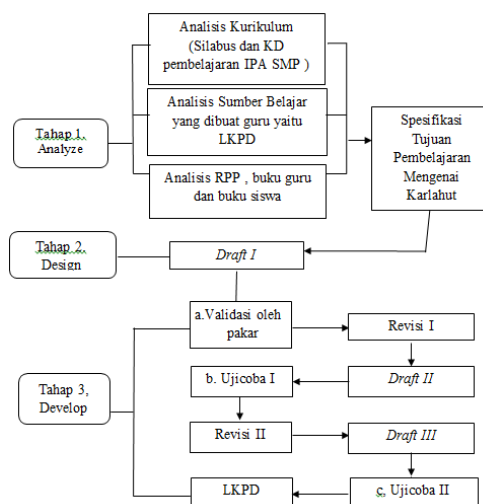 Analisis Kurikulum
(Silabus dan KD
pembelajaran IPA SMP )
Analisis Sumber Belajar
yang dibuat guru yaitu
LKPD
Analisis RPP , buku guru
dan buku siswa
Tahap 1.
Analyze
Spesifikasi
Tujuan
Pembelajaran
Mengenai
Karlahut
Tahap 2.
Design
Draft I
a.Validasi oleh
pakar
Revisi I
Tahap 3,
Develop
b. Ujicoba I
Draft II
Revisi II
Draft III
LKPD
c. Ujicoba II